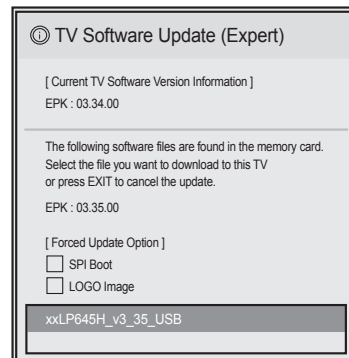 TV Software Update (Expert)
[ Current TV Software Version Information ]
EPK : 03.34.00
The following software files are found in the memory card.
Select the file you want to download to this TV
or press EXIT to cancel the update.
EPK : 03.35.00
[ Forced Update Option ]
SPI Boot
LOGO Image
xxLP645H_v3_35_USB